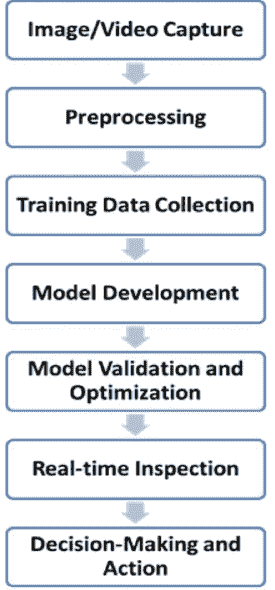 Image/Video Capture
Preprocessing
Training Data Collection
Model Development
Model Validation and
Optimization
Real-time Inspection
Decision-Making and
Action